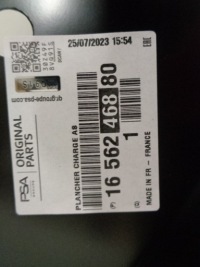 25/07/2023 15:54
PSA
ORIGINAL
PARTS
qr.groupe-psa.com
PLANCHER CHARGE AS
16 562 468 80
(P)
(Q) 1
MADE IN FR - FRANCE